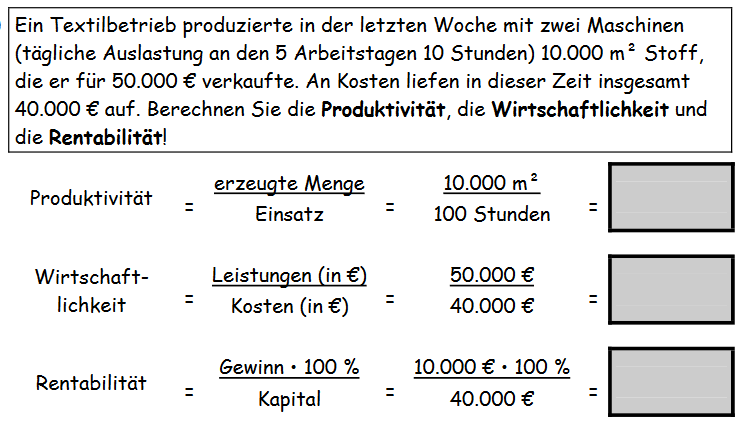 Ein Textilbetrieb produzierte in der letzten Woche mit zwei Maschinen
(tägliche Auslastung an den 5 Arbeitstagen 10 Stunden) 10.000 m² Stoff,
die er für 50.000 € verkaufte. An Kosten liefen in dieser Zeit insgesamt
40.000 € auf. Berechnen Sie die Produktivität, die Wirtschaftlichkeit und
die Rentabilität!
erzeugte Menge 10.000 m²
Produktivität = = =
Einsatz 100 Stunden
Wirtschaft- Leistungen (in €) 50.000 €
lichkeit = Kosten (in €) = 40.000 € =
Gewinn • 100 % 10.000 € • 100 %
Rentabilität = = =
Kapital 40.000 €